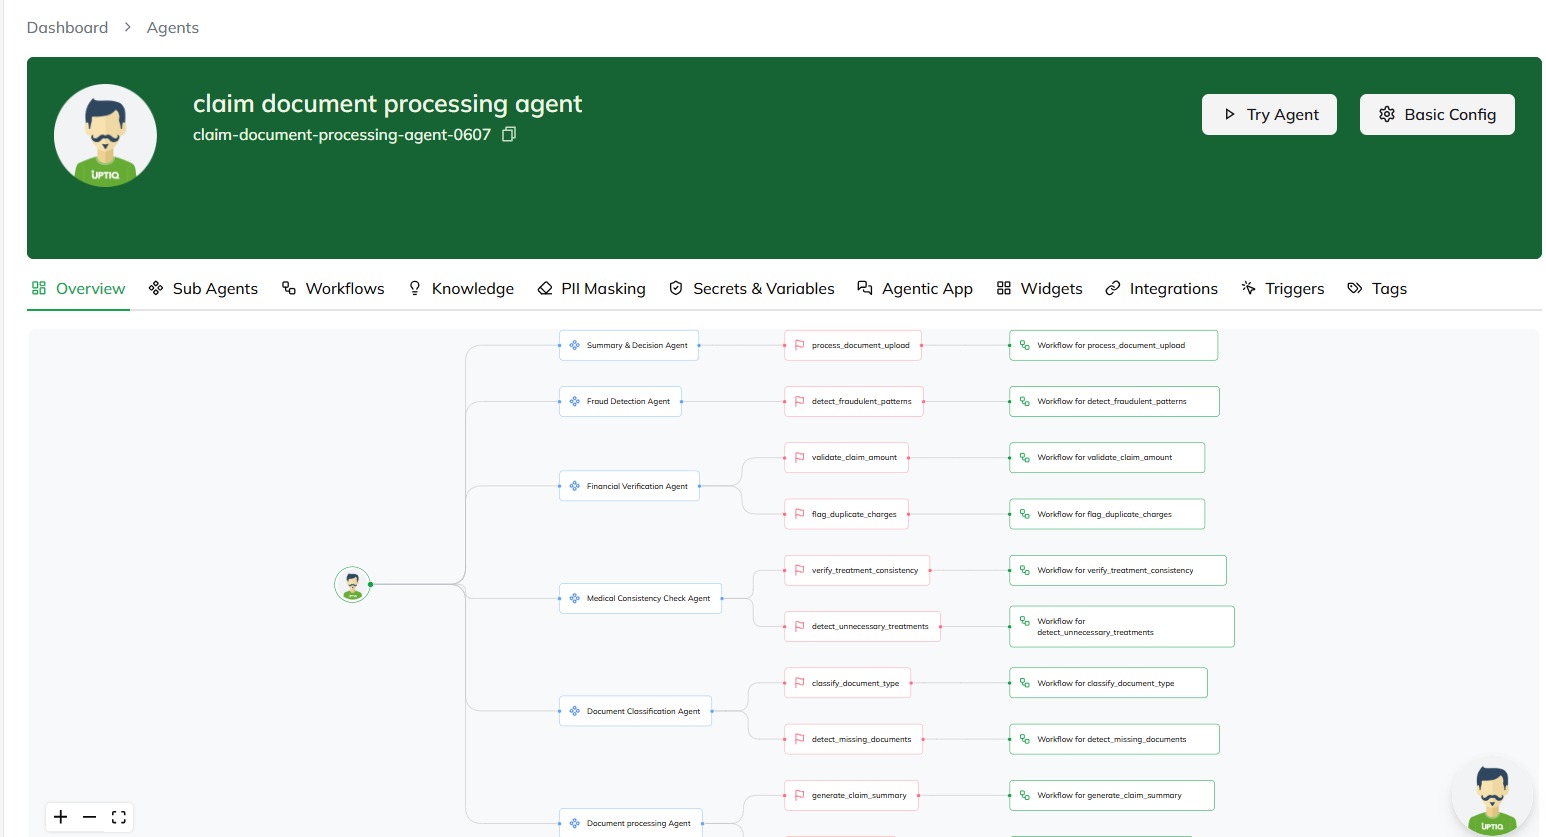 Dashboard > Agents
claim document processing agent
claim-document-processing-agent-0607
Try Agent
Basic Config
UPTIQ
Overview
Sub Agents
Workflows
Knowledge
PII Masking
Secrets & Variables
Agentic App
Widgets
Integrations
Triggers
Tags
Summary & Decision Agent
process_document_upload
Workflow for process_document_upload
Fraud Detection Agent
detect_fraudulent_patterns
Workflow for detect_fraudulent_patterns
validate_claim_amount
Workflow for validate_claim_amount
Financial Verification Agent
flag_duplicate_charges
Workflow for flag_duplicate_charges
verify_treatment_consistency
Workflow for verify_treatment_consistency
Medical Consistency Check Agent
detect_unnecessary_treatments
Workflow for
detect_unnecessary_treatments
classify_document_type
Workflow for classify_document_type
Document Classification Agent
detect_missing_documents
Workflow for detect_missing_documents
generate_claim_summary
Workflow for generate_claim_summary
Document processing Agent
UPTIQ